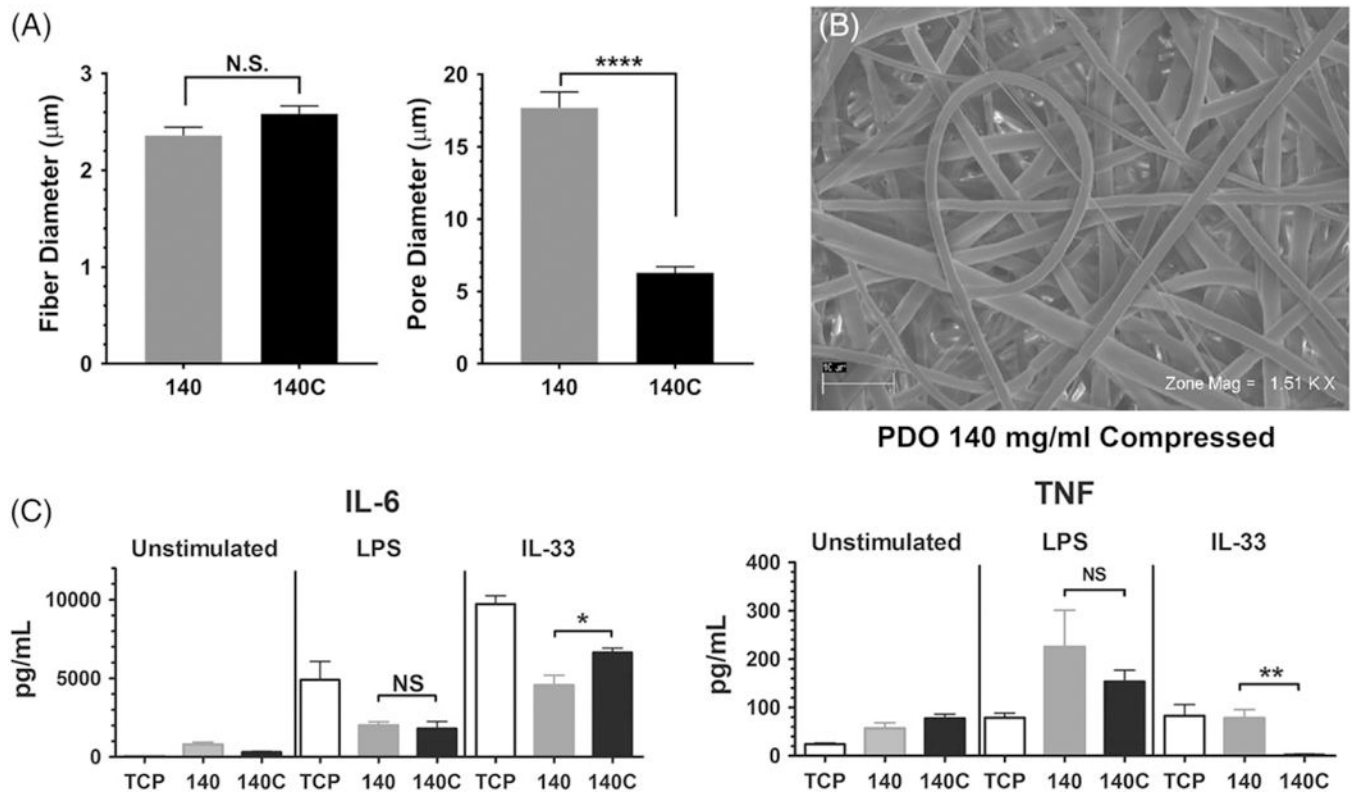 (A)
Fiber Diameter (µm)
3
2
1
0
N.S.
140
140C
Pore Diameter (µm)
20
15
10
5
0
****
140
140C
(B)
Zone Mag = 1.51 K X
PDO 140 mg/ml Compressed
(C)
IL-6
Unstimulated LPS IL-33
pg/mL
10000
5000
0
NS
*
TCP 140 140C TCP 140 140C TCP 140 140C
TNF
Unstimulated LPS IL-33
pg/mL
400
300
200
100
0
NS
**
TCP 140 140C TCP 140 140C TCP 140 140C